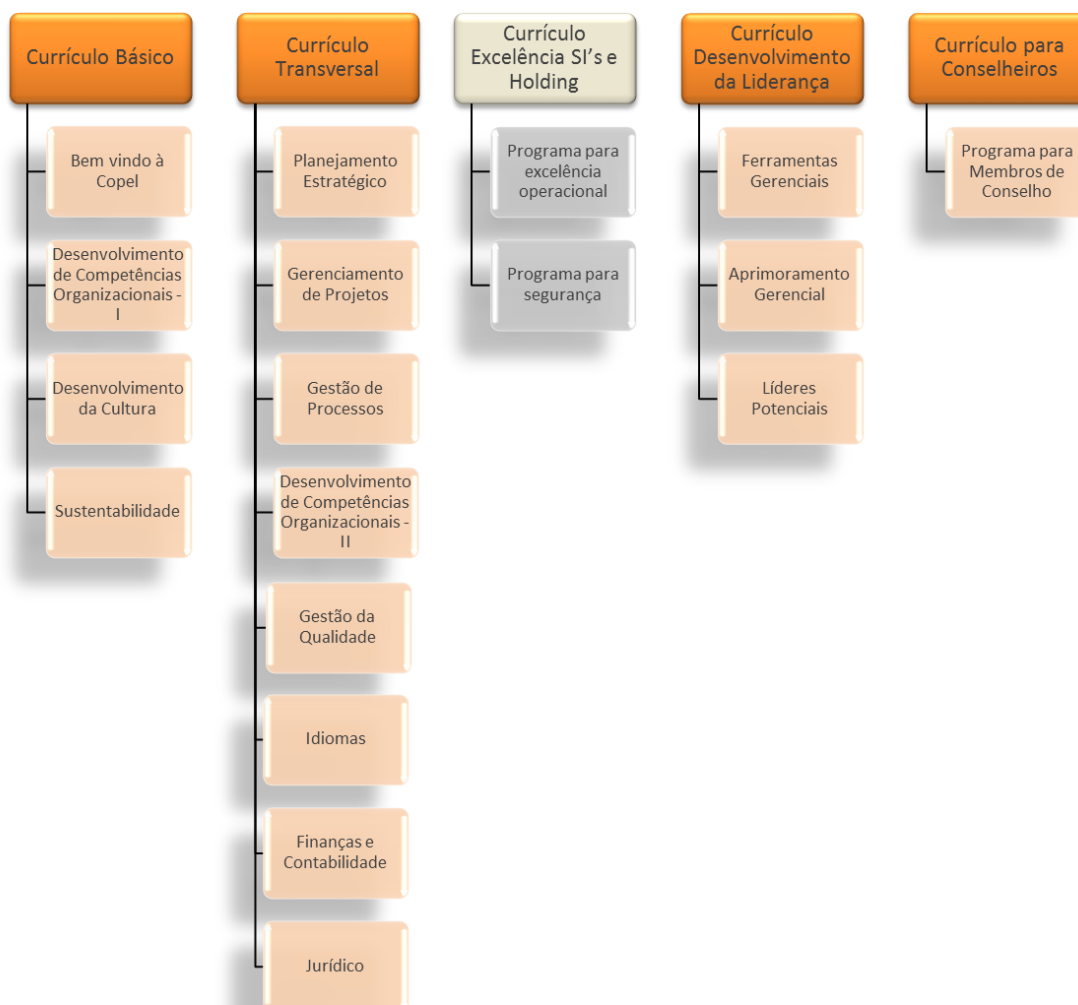 Currículo Básico
Bem vindo à
Copel
Desenvolvimento
de Competências
Organizacionais -
I
Desenvolvimento
da Cultura
Sustentabilidade
Currículo
Transversal
Planejamento
Estratégico
Gerenciamento
de Projetos
Gestão de
Processos
Desenvolvimento
de Competências
Organizacionais -
II
Gestão da
Qualidade
Idiomas
Finanças e
Contabilidade
Jurídico
Currículo
Excelência SI’s e
Holding
Programa para
excelência
operacional
Programa para
segurança
Currículo
Desenvolvimento
da Liderança
Ferramentas
Gerenciais
Aprimoramento
Gerencial
Líderes
Potenciais
Currículo para
Conselheiros
Programa para
Membros de
Conselho